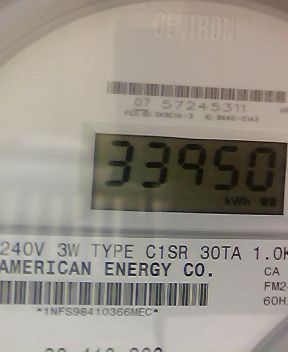 CENTRON
07 57245311
33950
kWh
240V 3W TYPE C1SR 30TA 1.0K
AMERICAN ENERGY CO.
CA
FM2
60H
*1NFS98410366MEC*